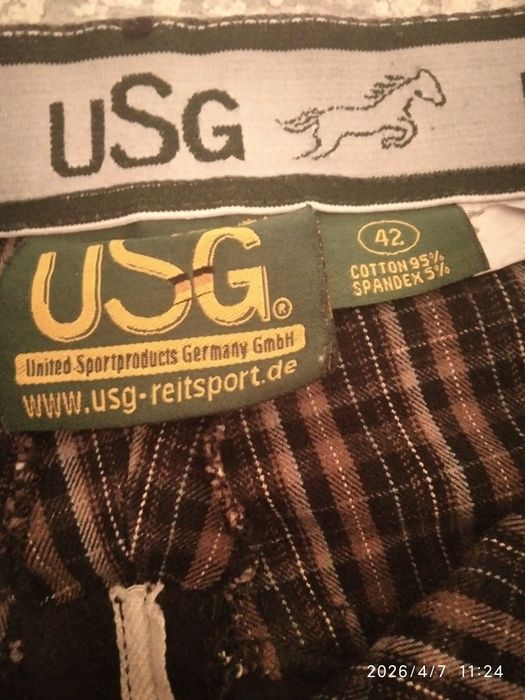 USG
USG®
United Sportproducts Germany GmbH
www.usg-reitsport.de
42
COTTON 95%
SPANDEX 5%
2026/4/7 11:24